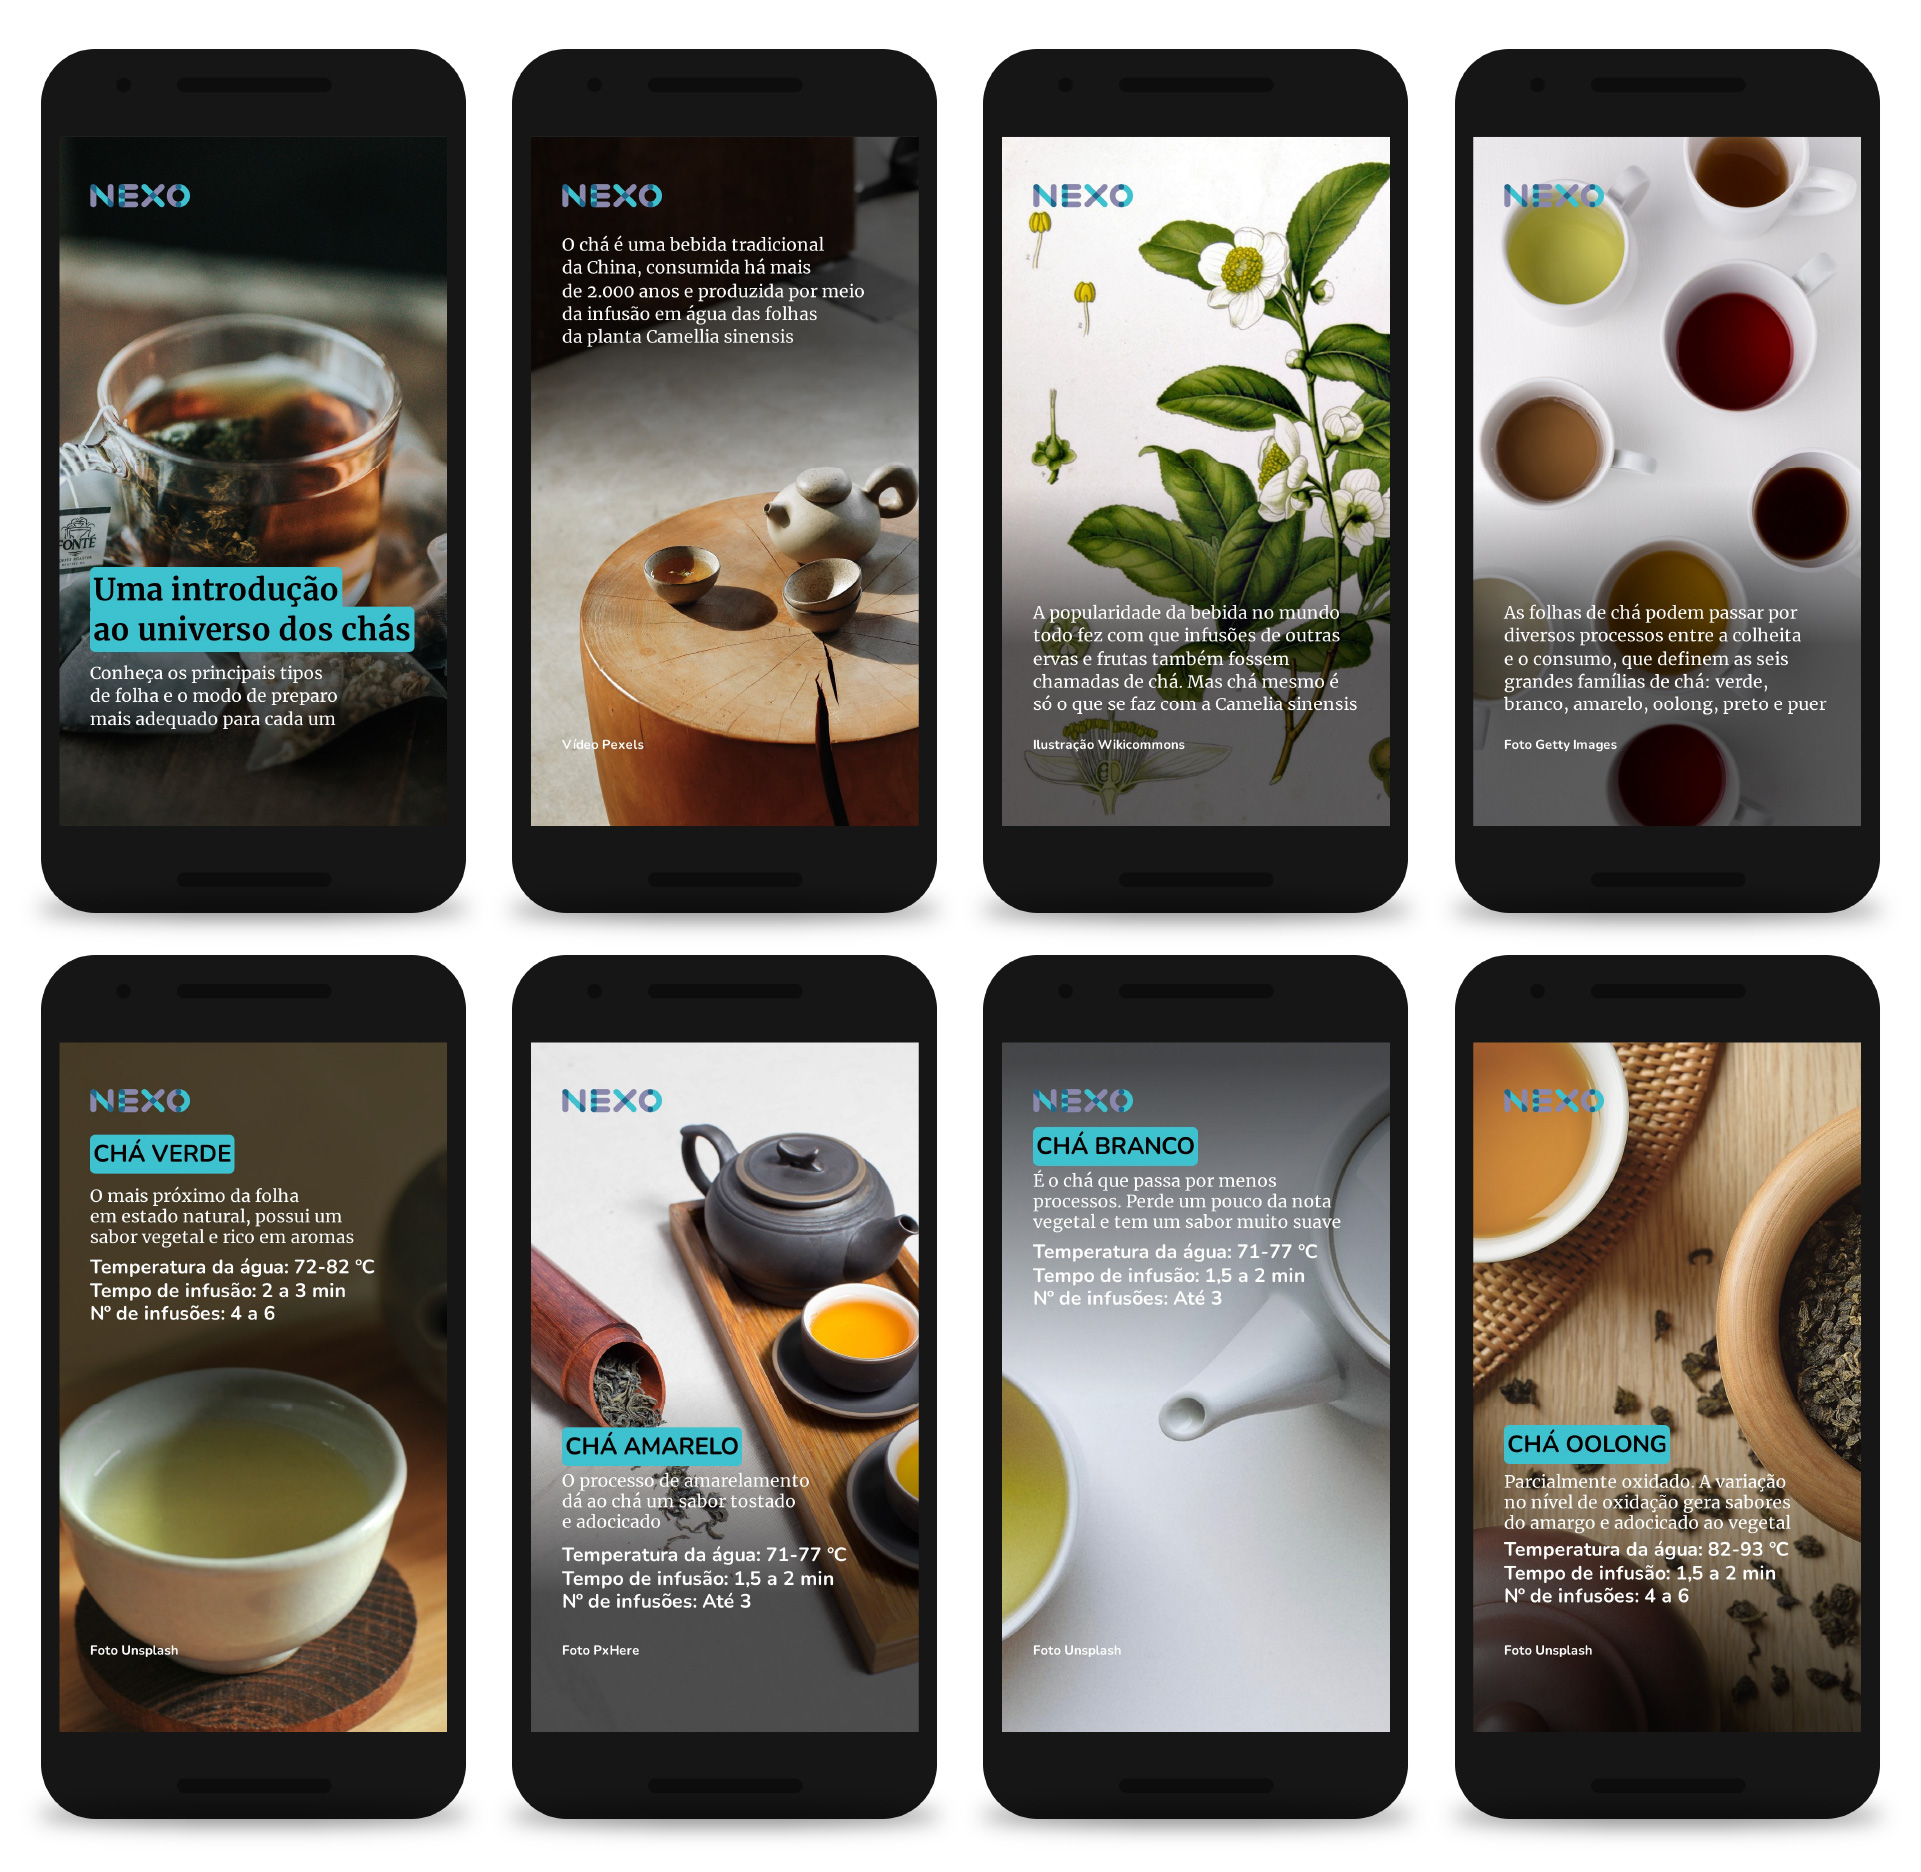 NEXO
FONTÉ
Uma introdução
ao universo dos chás
Conheça os principais tipos
de folha e o modo de preparo
mais adequado para cada um
NEXO
O chá é uma bebida tradicional
da China, consumida há mais
de 2.000 anos e produzida por meio
da infusão em água das folhas
da planta Camellia sinensis
Vídeo Pexels
NEXO
A popularidade da bebida no mundo
todo fez com que infusões de outras
ervas e frutas também fossem
chamadas de chá. Mas chá mesmo é
só o que se faz com a Camelia sinensis
Ilustração Wikicommons
NEXO
As folhas de chá podem passar por
diversos processos entre a colheita
e o consumo, que definem as seis
grandes famílias de chá: verde,
branco, amarelo, oolong, preto e puer
Foto Getty Images
NEXO
CHÁ VERDE
O mais próximo da folha
em estado natural, possui um
sabor vegetal e rico em aromas
Temperatura da água: 72-82 ºC
Tempo de infusão: 2 a 3 min
Nº de infusões: 4 a 6
Foto Unsplash
NEXO
CHÁ AMARELO
O processo de amarelamento
dá ao chá um sabor tostado
e adocicado
Temperatura da água: 71-77 ºC
Tempo de infusão: 1,5 a 2 min
Nº de infusões: Até 3
Foto PxHere
NEXO
CHÁ BRANCO
É o chá que passa por menos
processos. Perde um pouco da nota
vegetal e tem um sabor muito suave
Temperatura da água: 71-77 ºC
Tempo de infusão: 1,5 a 2 min
Nº de infusões: Até 3
Foto Unsplash
NEXO
CHÁ OOLONG
Parcialmente oxidado. A variação
no nível de oxidação gera sabores
do amargo e adocicado ao vegetal
Temperatura da água: 82-93 ºC
Tempo de infusão: 1,5 a 2 min
Nº de infusões: 4 a 6
Foto Unsplash